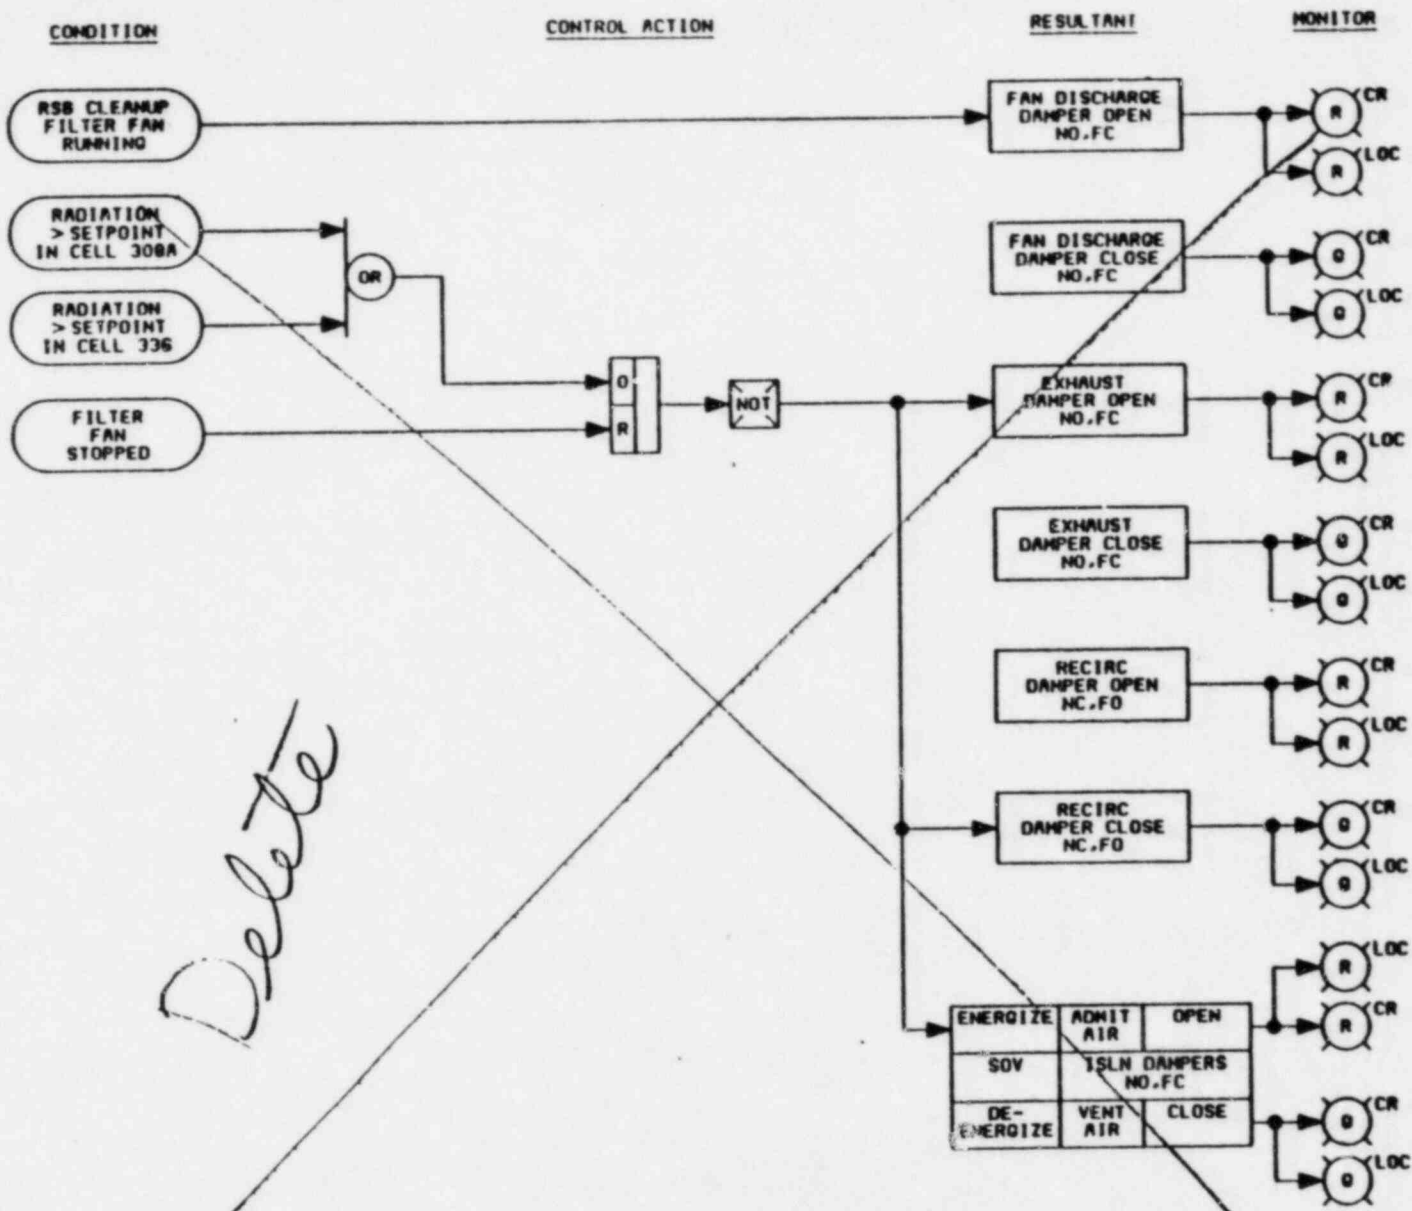 CONDITION
CONTROL ACTION
RESULTANT
MONITOR
RSB CLEANUP
FILTER FAN
RUNNING
FAN DISCHARGE
DAMPER OPEN
NO.FC
R
CR
R
LOC
RADIATION
> SETPOINT
IN CELL 308A
OR
FAN DISCHARGE
DAMPER CLOSE
NO.FC
G
CR
G
LOC
RADIATION
> SETPOINT
IN CELL 336
O
R
NOT
EXHAUST
DAMPER OPEN
NO.FC
R
CR
R
LOC
FILTER
FAN
STOPPED
EXHAUST
DAMPER CLOSE
NO.FC
G
CR
G
LOC
RECIRC
DAMPER OPEN
NC.FO
R
CR
R
LOC
Delete
RECIRC
DAMPER CLOSE
NC.FO
G
CR
G
LOC
ENERGIZE
ADMIT
AIR
OPEN
R
LOC
R
CR
SOV
ISLN DAMPERS
NO.FC
DE-
ENERGIZE
VENT
AIR
CLOSE
G
CR
G
LOC